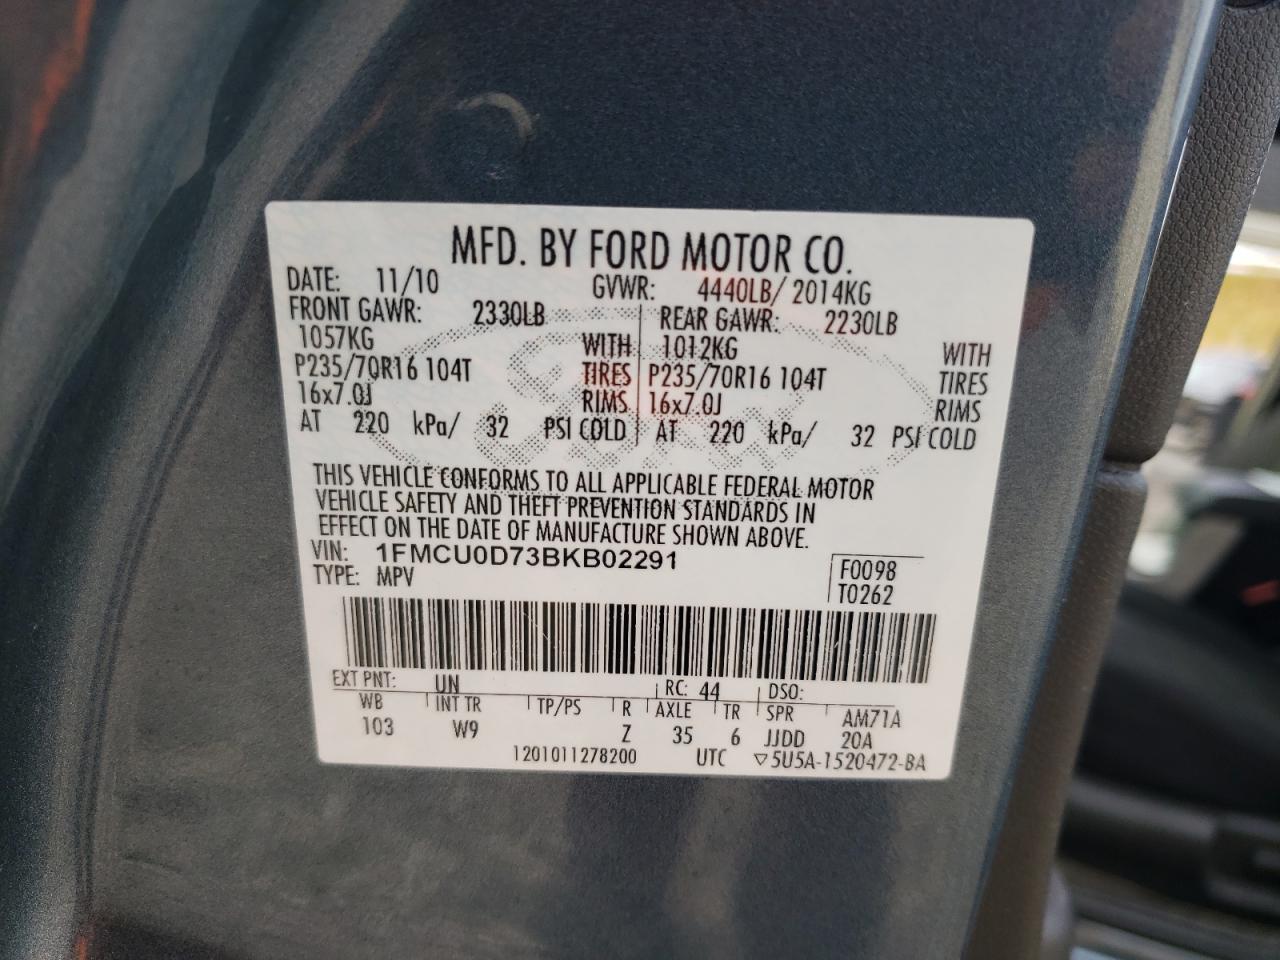 MFD. BY FORD MOTOR CO.
DATE: 11/10 GVWR: 4440LB/ 2014KG
FRONT GAWR: 2330LB REAR GAWR: 2230LB
1057KG WITH 1012KG WITH
P235/70R16 104T TIRES P235/70R16 104T TIRES
16x7.0J RIMS 16x7.0J RIMS
AT 220 kPa/ 32 PSI COLD AT 220 kPa/ 32 PSI COLD
THIS VEHICLE CONFORMS TO ALL APPLICABLE FEDERAL MOTOR
VEHICLE SAFETY AND THEFT PREVENTION STANDARDS IN
EFFECT ON THE DATE OF MANUFACTURE SHOWN ABOVE.
VIN: 1FMCU0D73BKB02291 F0098
TYPE: MPV T0262
EXT PNT: UN RC: 44 DSO:
WB INT TR TP/PS R AXLE TR SPR AM71A
103 W9 Z 35 6 JJDD 20A
1201011278200 UTC ▽5U5A-1520472-BA
Ford